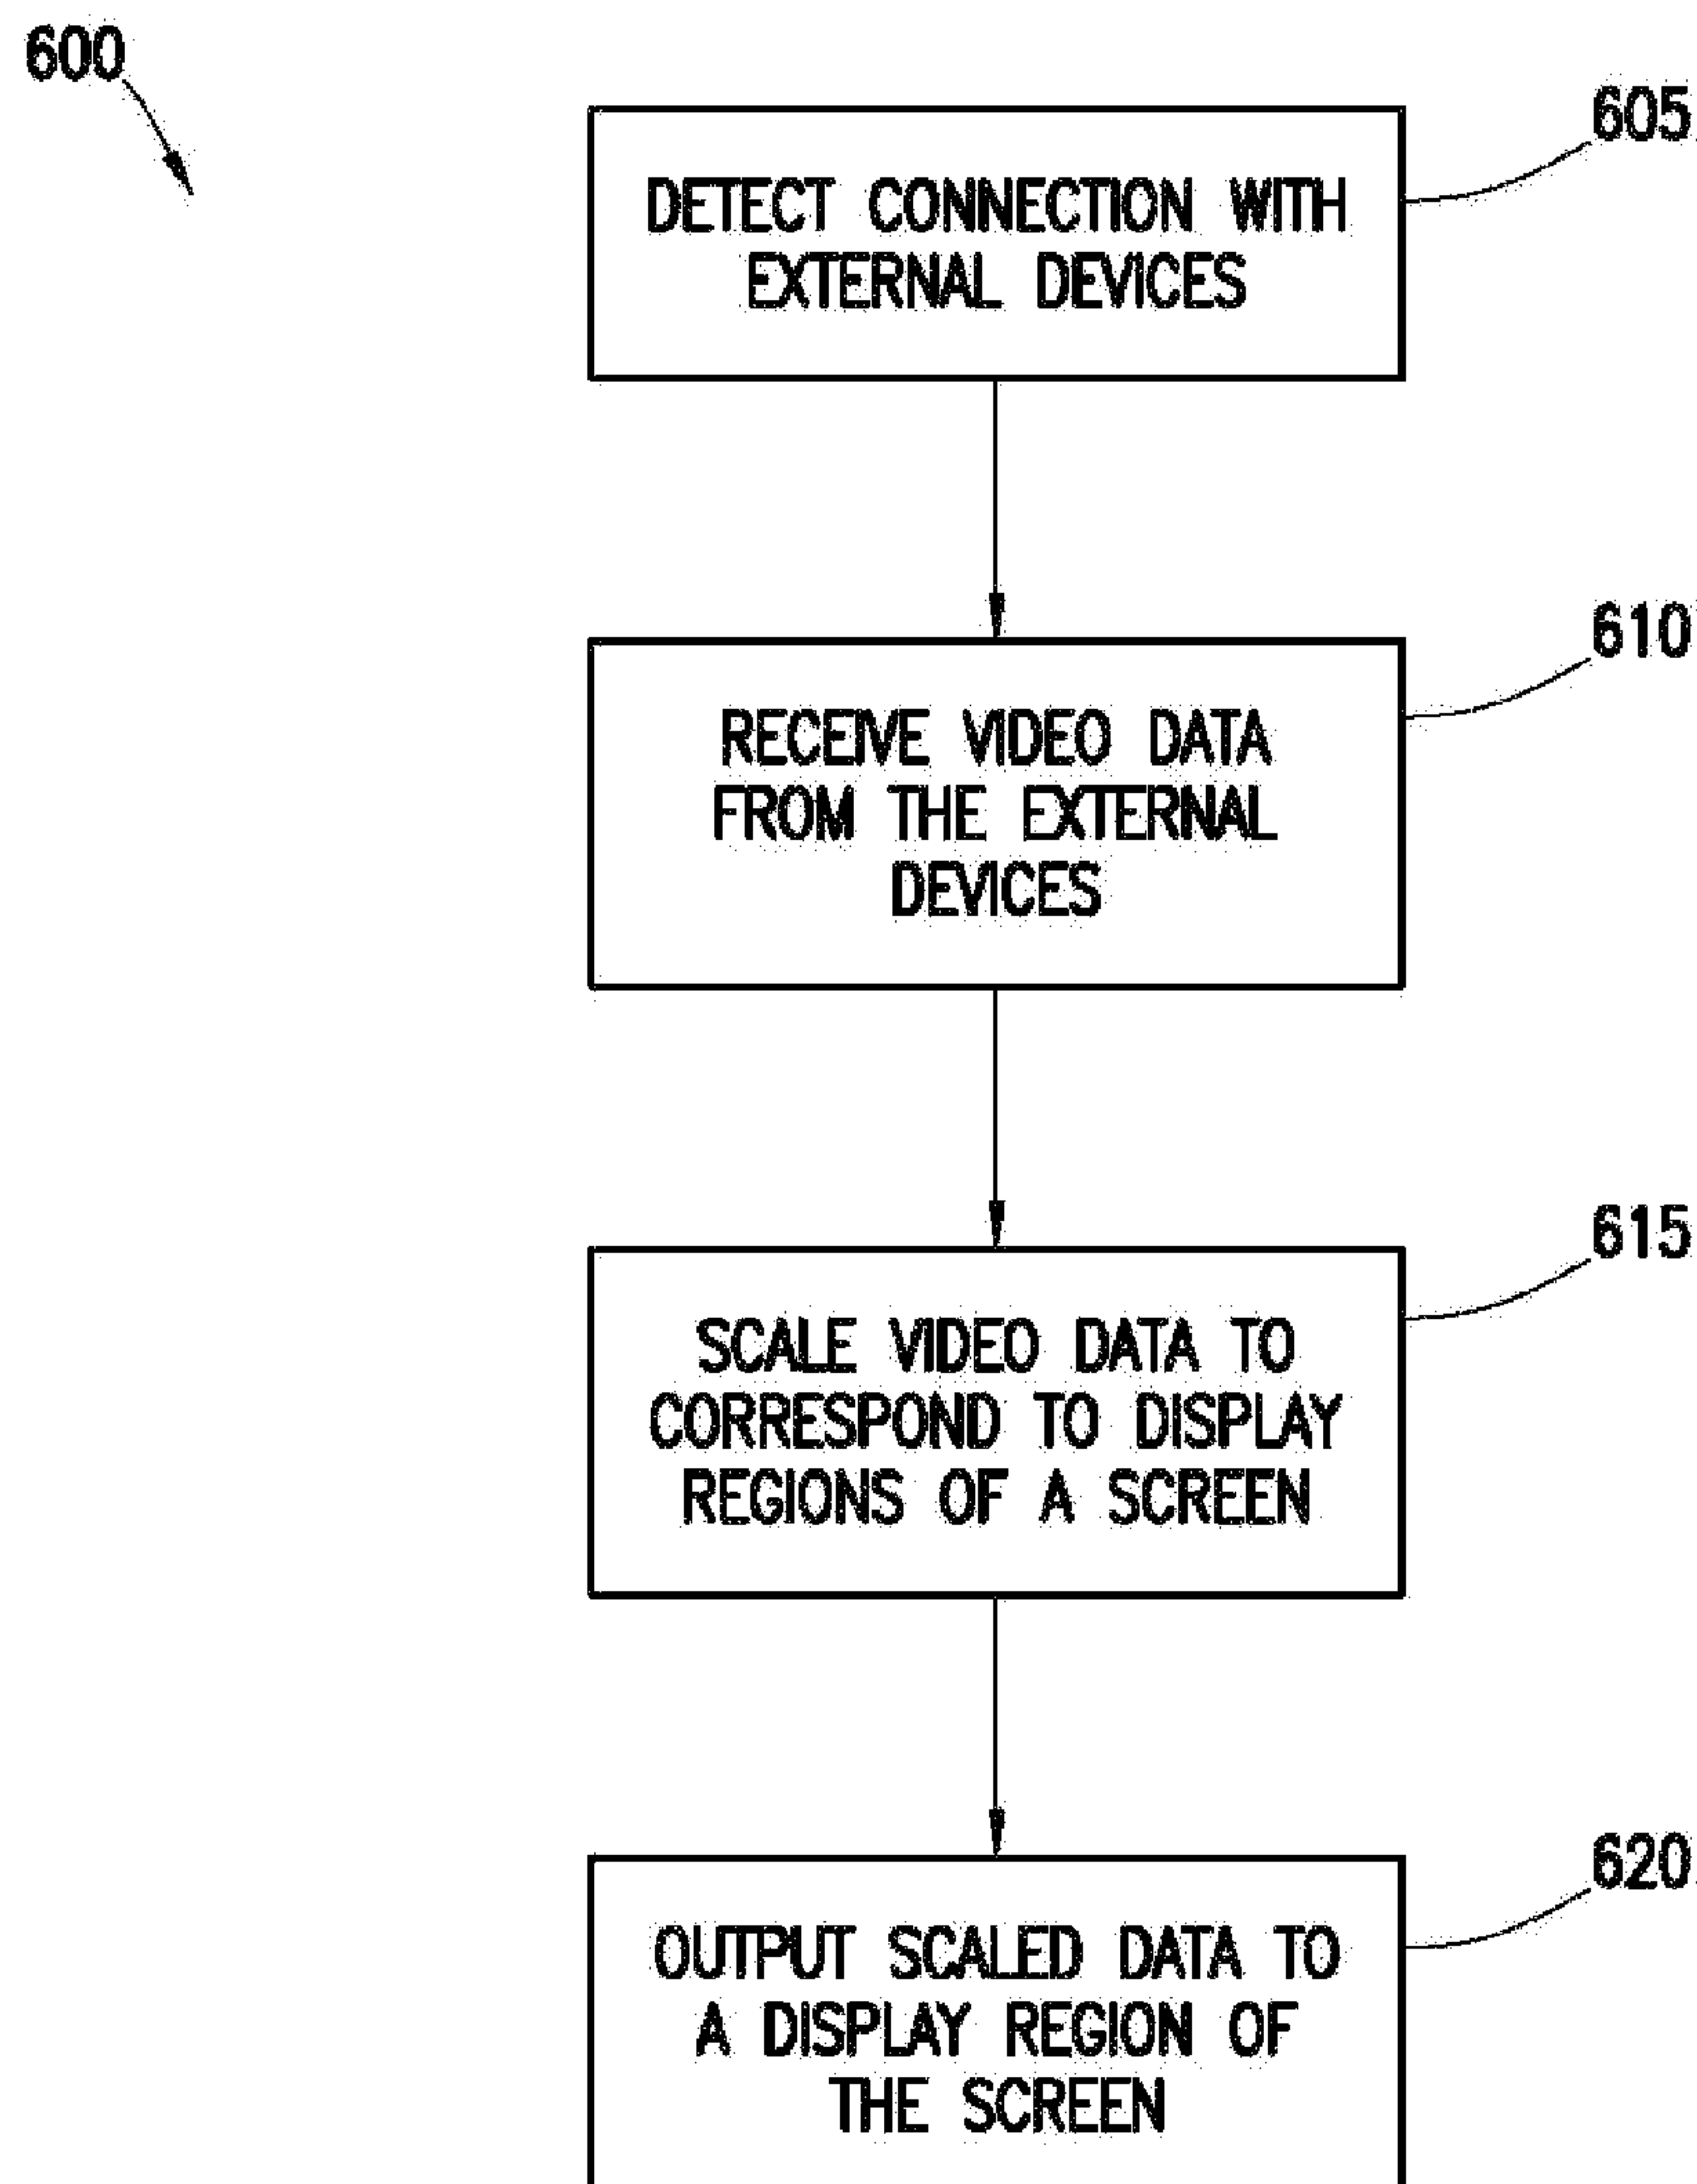 600
605
DETECT CONNECTION WITH
EXTERNAL DEVICES
610
RECEIVE VIDEO DATA
FROM THE EXTERNAL
DEVICES
615
SCALE VIDEO DATA TO
CORRESPOND TO DISPLAY
REGIONS OF A SCREEN
620
OUTPUT SCALED DATA TO
A DISPLAY REGION OF
THE SCREEN